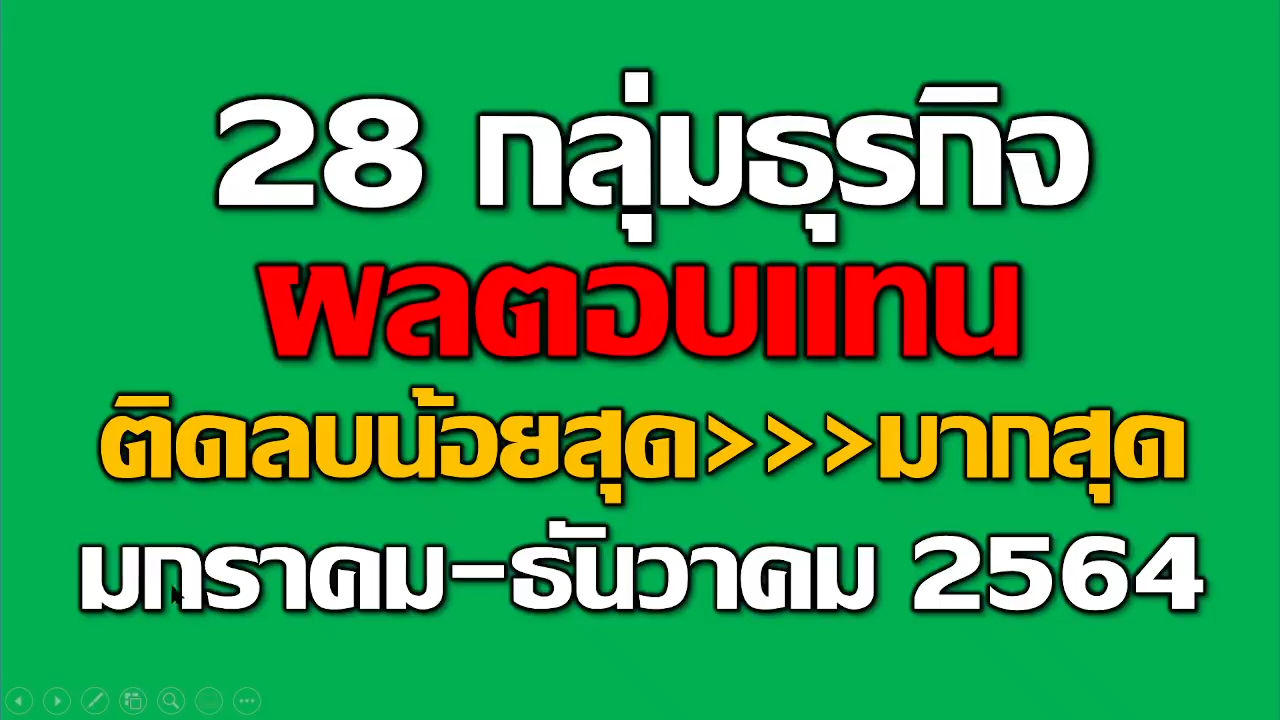 28 กลุ่มธุรกิจ
ผลตอบแทน
ติดลบน้อยสุด>>>มากสุด
มกราคม-ธันวาคม 2564